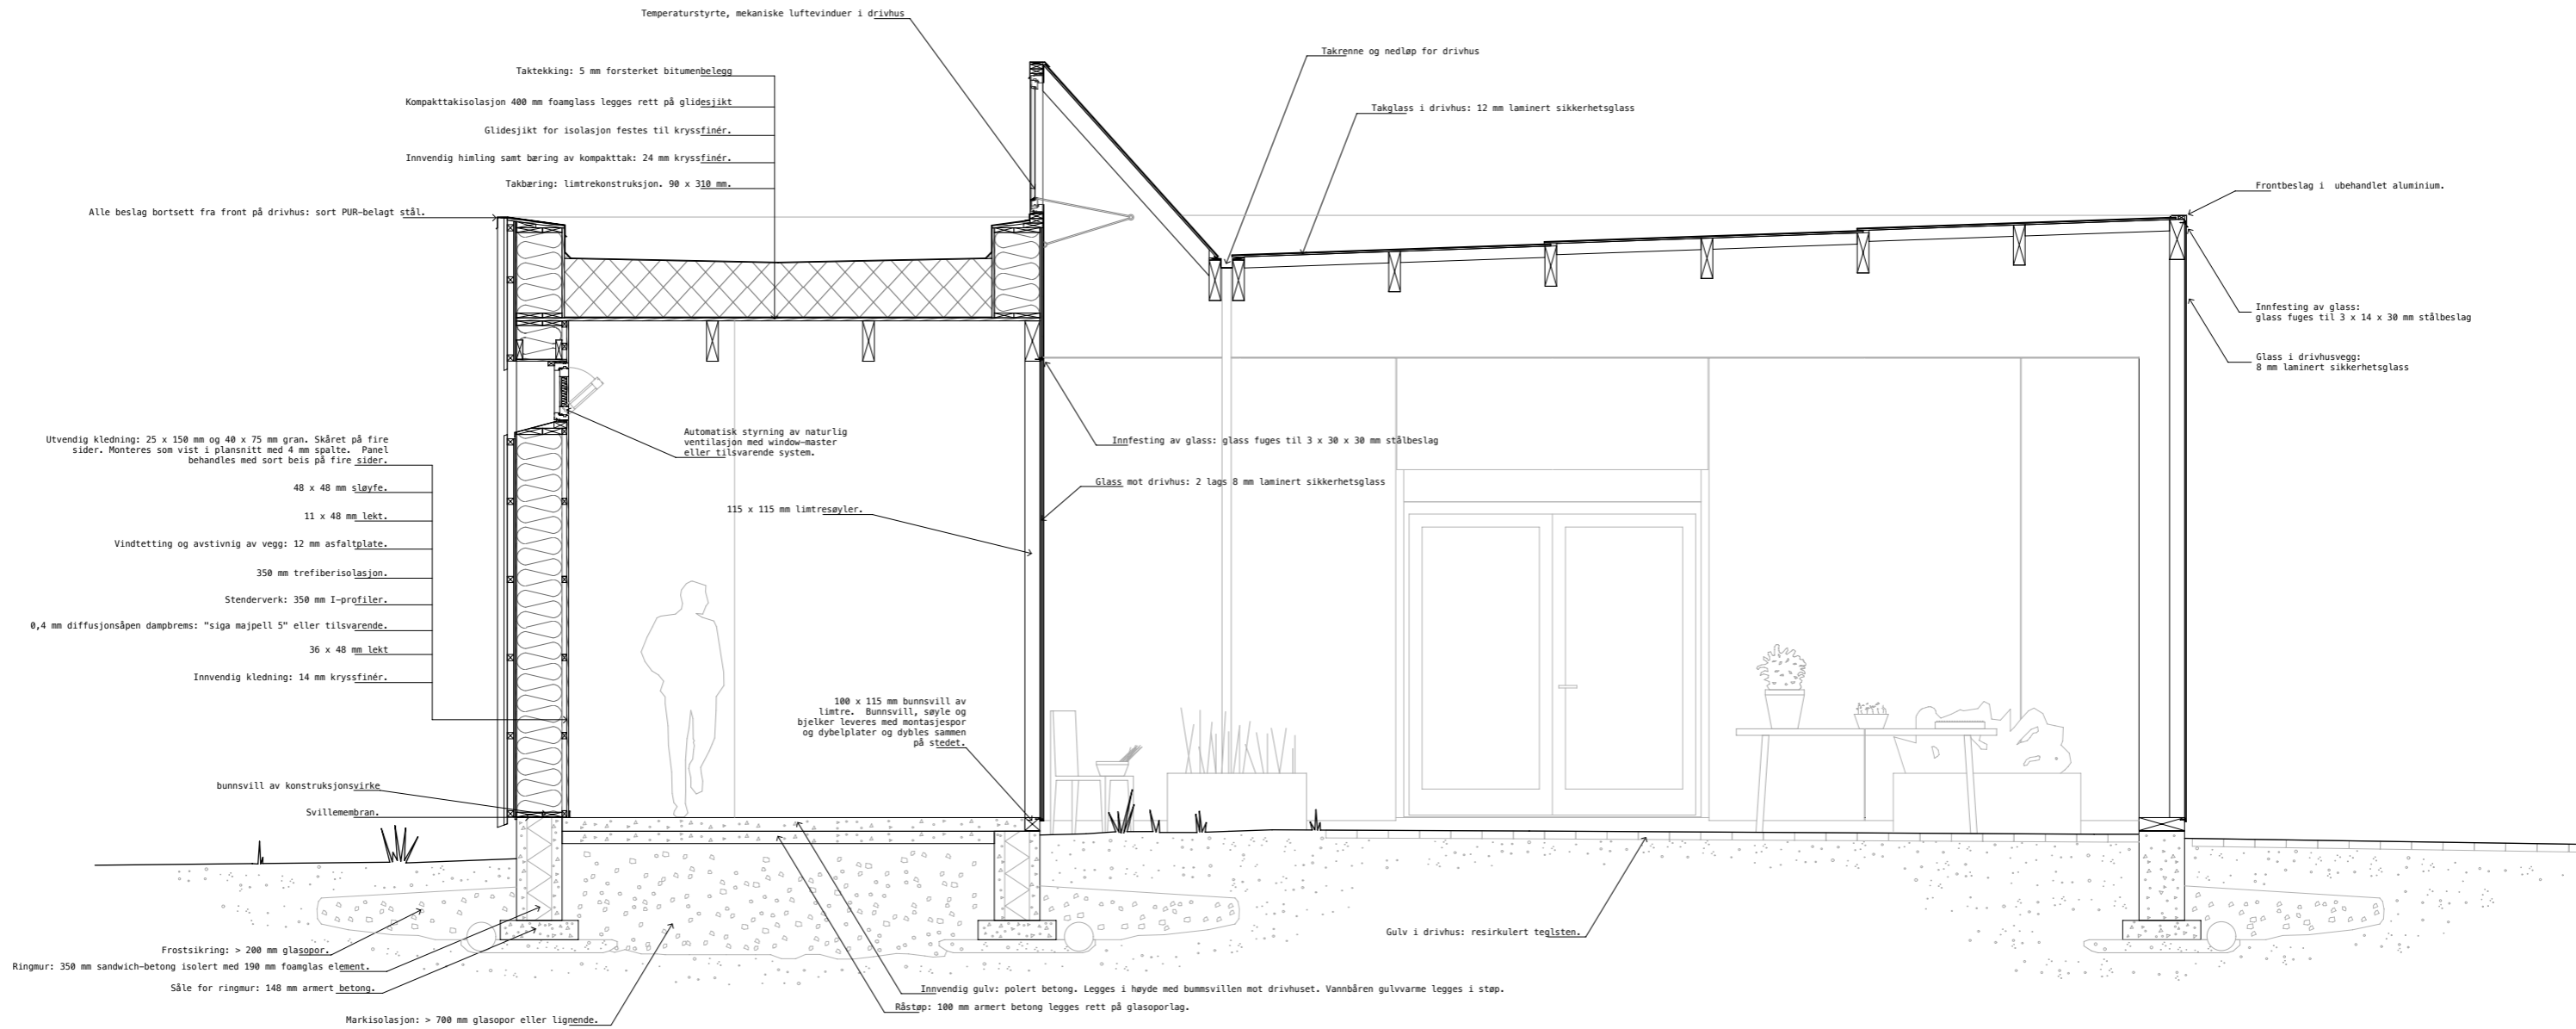 Temperaturstyrte, mekaniske luftevinduer i drivhus
Takrenne og nedløp for drivhus
Taktekking: 5 mm forsterket bitumenbelegg
Kompakttakisolasjon 400 mm foamglass legges rett på glidesjikt
Takglass i drivhus: 12 mm laminert sikkerhetsglass
Glidesjikt for isolasjon festes til kryssfinér.
Innvendig himling samt bæring av kompakttak: 24 mm kryssfinér.
Takbæring: limtrekonstruksjon. 90 x 310 mm.
Frontbeslag i  ubehandlet aluminium.
Alle beslag bortsett fra front på drivhus: sort PUR-belagt stål.
Innfesting av glass:
glass fuges til 3 x 14 x 30 mm stålbeslag
Glass i drivhusvegg:
8 mm laminert sikkerhetsglass
Automatisk styring av naturlig
ventilasjon med window-master
eller tilsvarende system.
Innfesting av glass: glass fuges til 3 x 30 x 30 mm stålbeslag
Utvendig kledning: 25 x 150 mm og 40 x 75 mm gran. Skåret på fire
sider. Monteres som vist i plansnitt med 4 mm spalte.  Panel
behandles med sort beis på fire sider.
48 x 48 mm sløyfe.
Glass mot drivhus: 2 lags 8 mm laminert sikkerhetsglass
11 x 48 mm lekt.
115 x 115 mm limtresøyler.
Vindtetting og avstivnig av vegg: 12 mm asfaltplate.
350 mm trefiberisolasjon.
Stenderverk: 350 mm I-profiler.
0,4 mm diffusjonsåpen dampbrems: "siga majpell 5" eller tilsvarende.
36 x 48 mm lekt
Innvendig kledning: 14 mm kryssfinér.
100 x 115 mm bunnsvill av
limtre.  Bunnsvill, søyle og
bjelker leveres med montasjespor
og dybelplater og dybles sammen
på stedet.
bunnsvill av konstruksjonsvirke
Svillemembran.
Gulv i drivhus: resirkulert teglsten.
Frostsikring: > 200 mm glasopor.
Ringmur: 350 mm sandwich-betong isolert med 190 mm foamglas element.
Såle for ringmur: 148 mm armert betong.
Innvendig gulv: polert betong. Legges i høyde med bummsvillen mot drivhuset. Vannbåren gulvvarme legges i støp.
Råstøp: 100 mm armert betong legges rett på glasoporlag.
Markisolasjon: > 700 mm glasopor eller lignende.